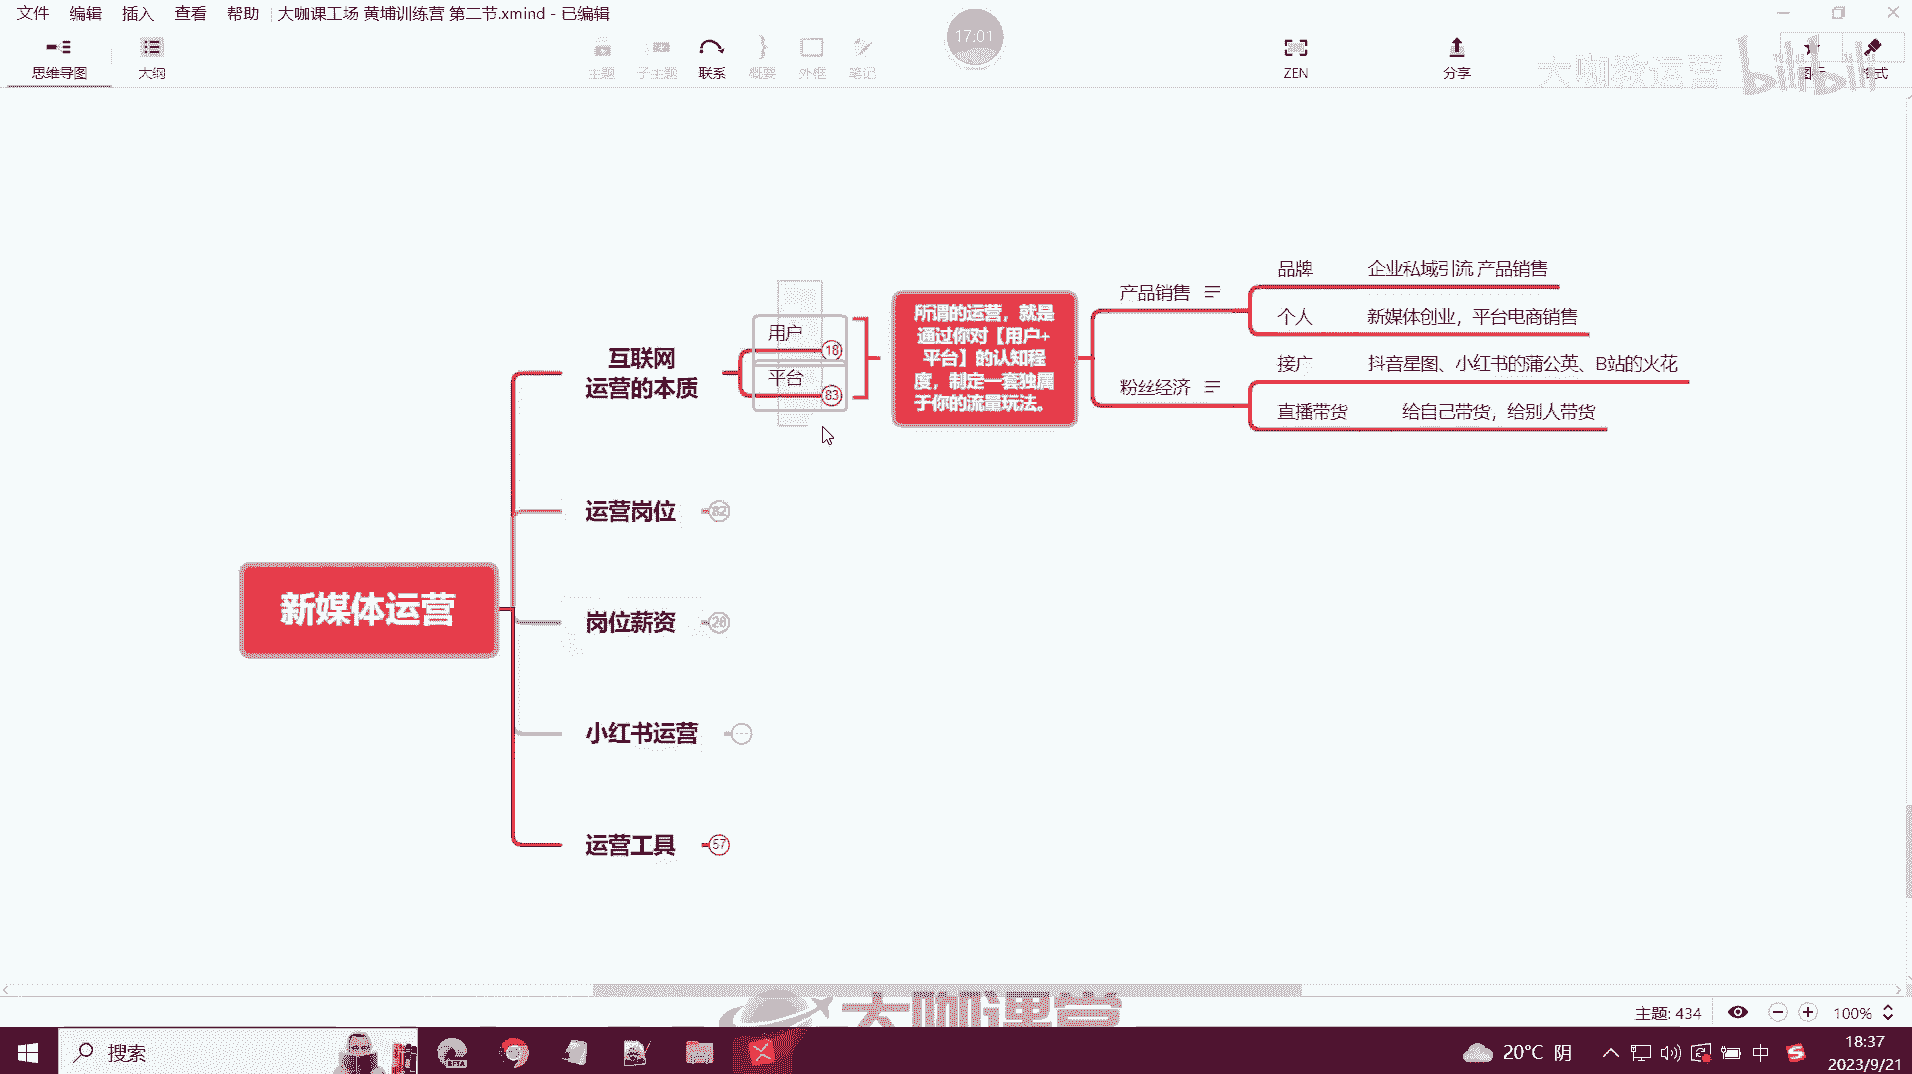 文件 编辑 插入 查看 帮助 大咖课工场 黄埔训练营 第二节.xmind - 已编辑
思维导图 大纲 主题 子主题 联系 概要 外框 笔记 17:01 ZEN 分享
大咖教运营 bilibili
品牌 企业私域引流 产品销售
产品销售
个人 新媒体创业，平台电商销售
接广 抖音星图、小红书的蒲公英、B站的火花
粉丝经济
直播带货 给自己带货，给别人带货
所谓的运营，就是
通过你对【用户+
平台】的认知程
度，制定一套独属
于你的流量玩法。
用户 18
平台 83
互联网
运营的本质
运营岗位 82
岗位薪资 20
新媒体运营
小红书运营
运营工具 57
大咖课堂
主题: 434 100%
搜索
BETA
20°C 阴 中
18:37
2023/9/21